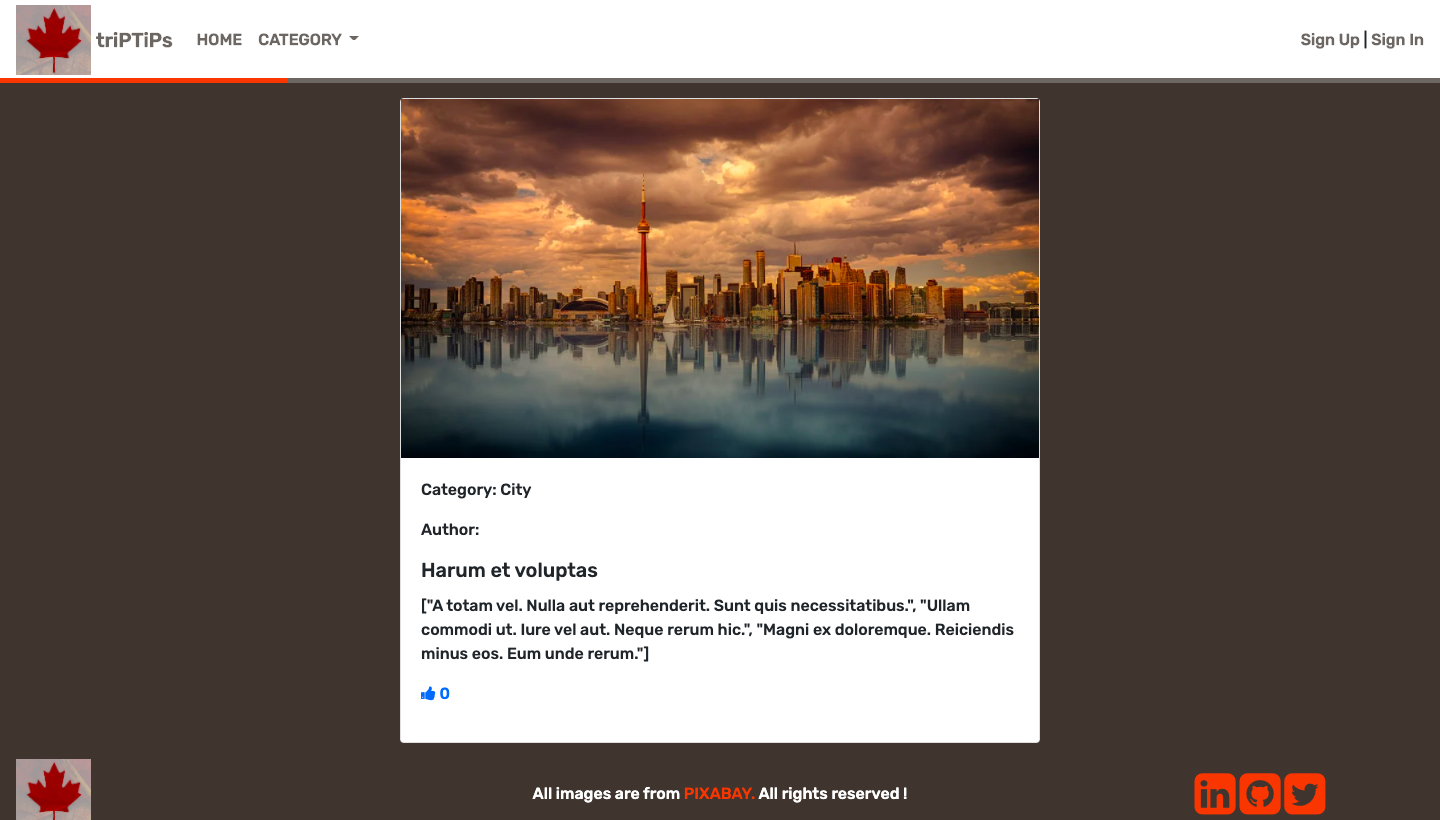 triPTiPs HOME CATEGORY Sign Up | Sign In
Category: City
Author:
Harum et voluptas
["A totam vel. Nulla aut reprehenderit. Sunt quis necessitatibus.", "Ullam
commodi ut. Iure vel aut. Neque rerum hic.", "Magni ex doloremque. Reiciendis
minus eos. Eum unde rerum."]
0
All images are from PIXABAY. All rights reserved !
in